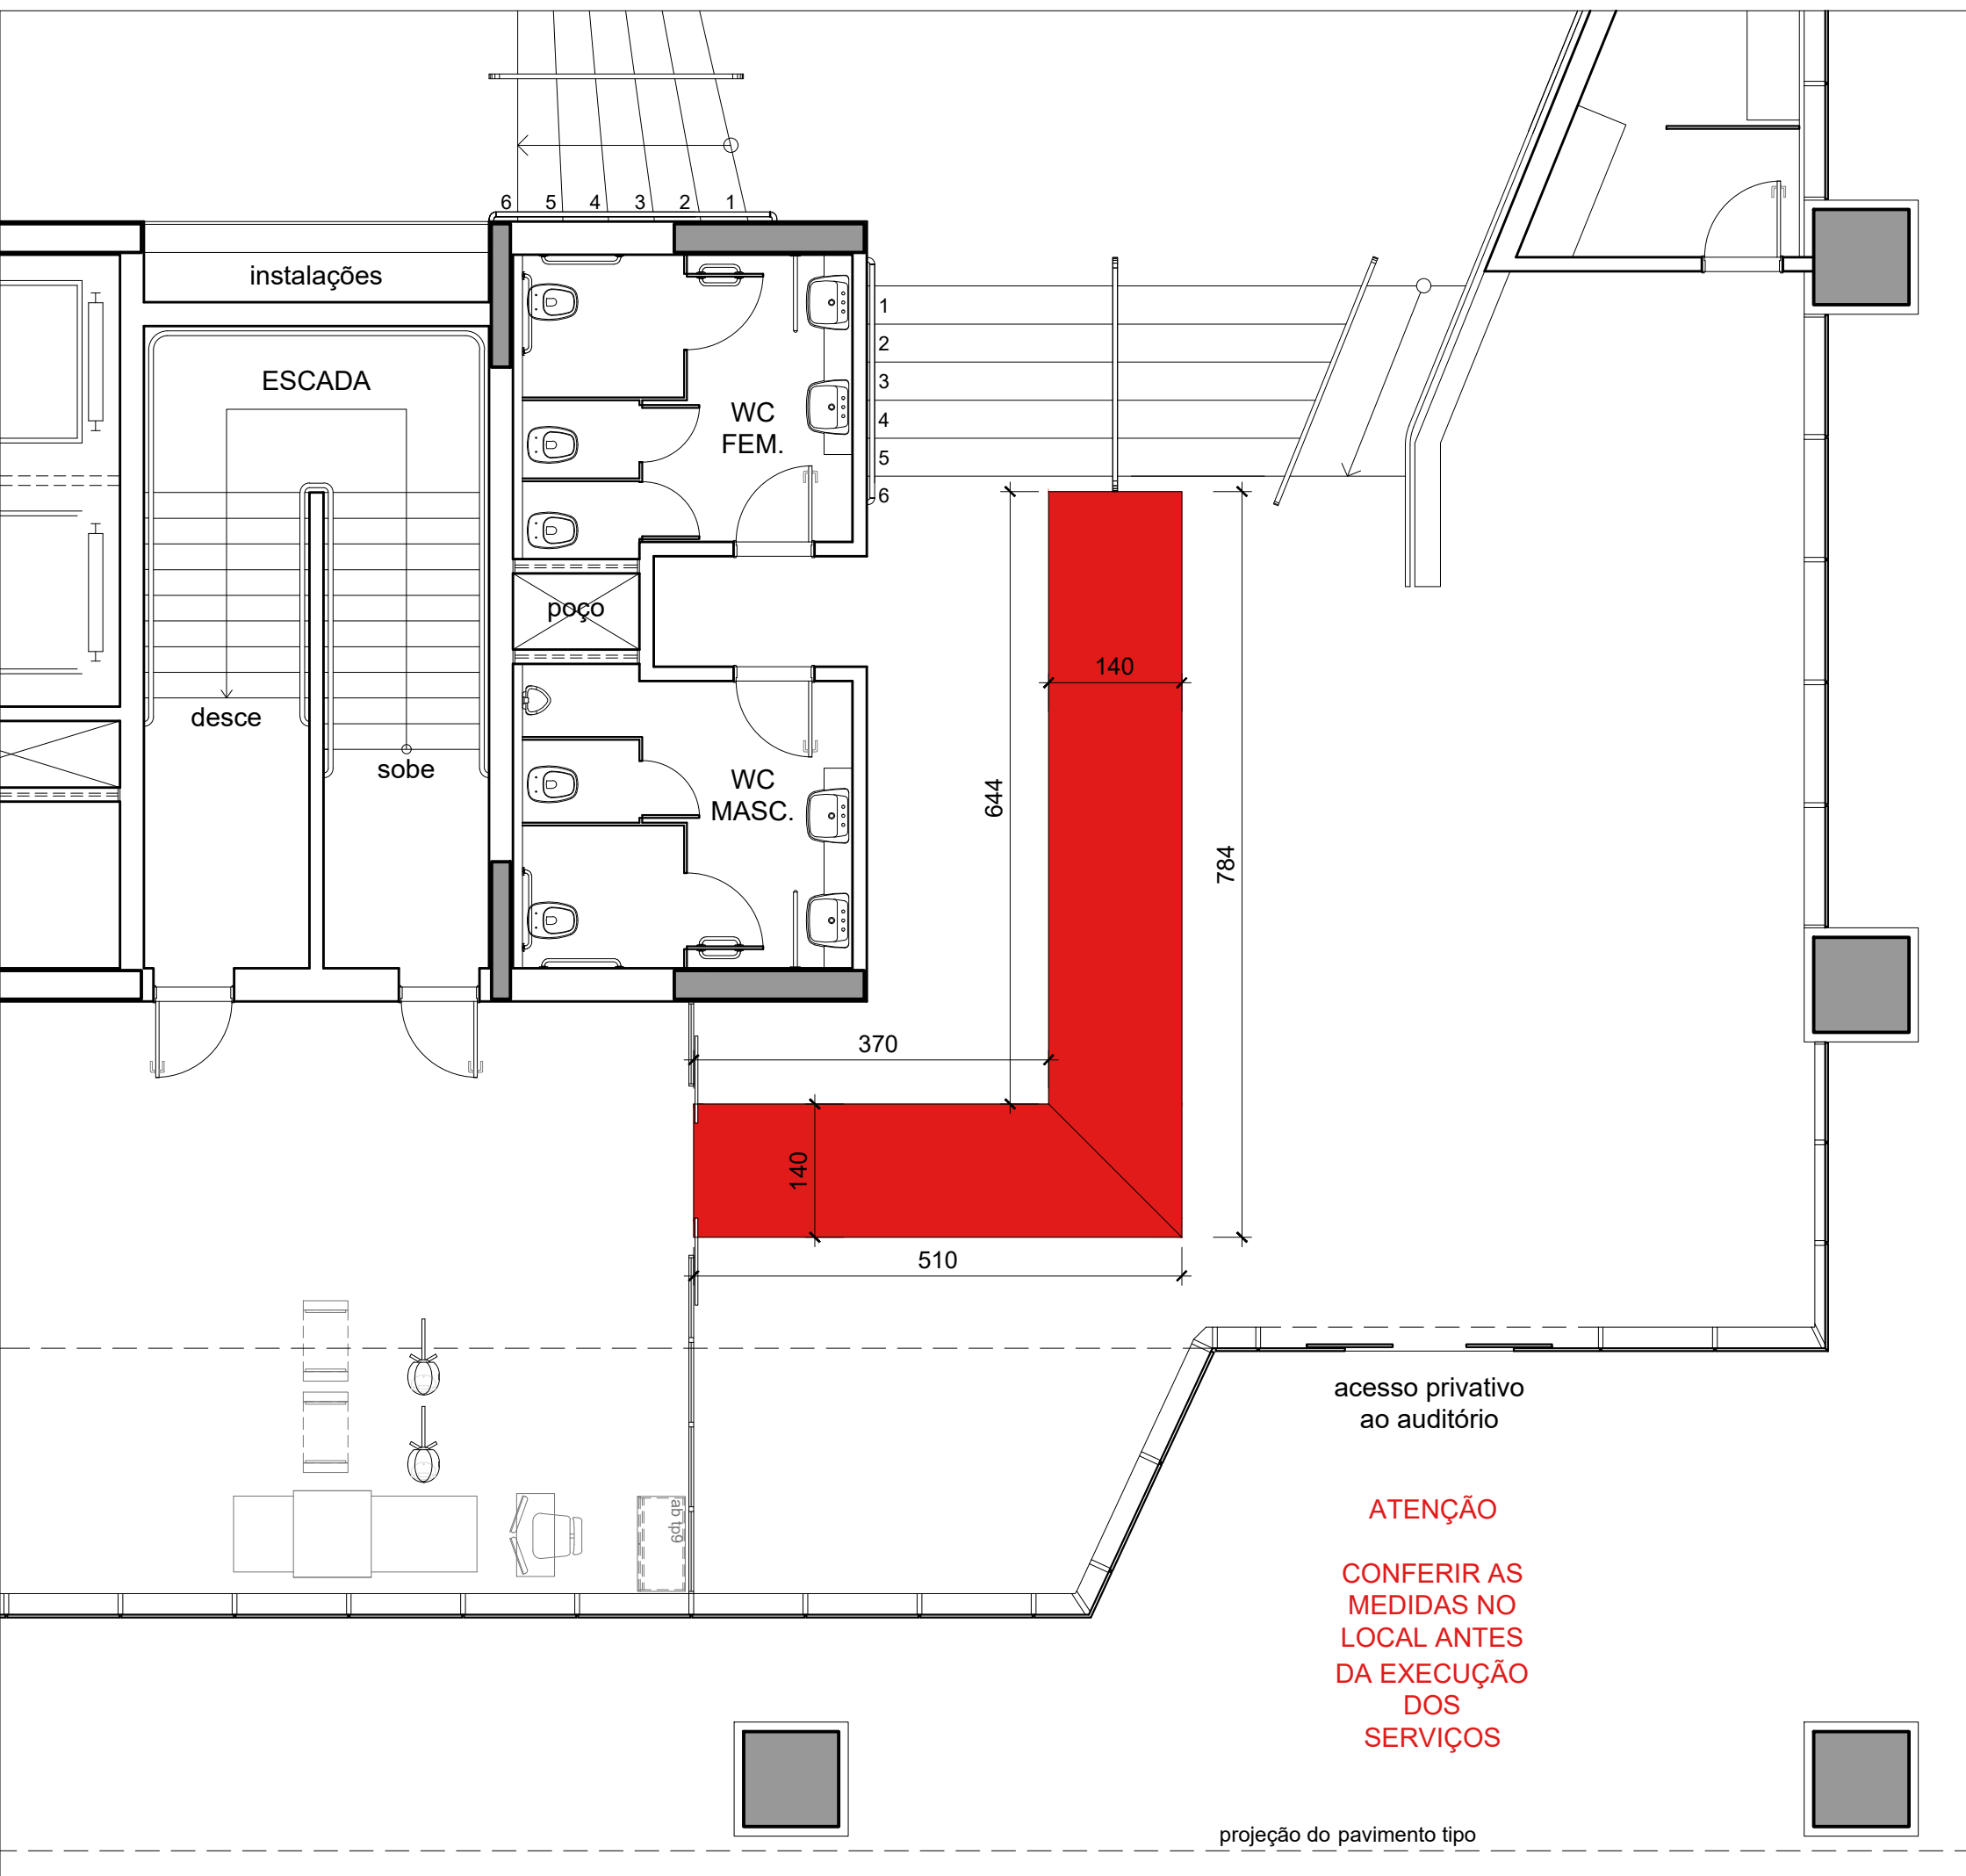 6 5 4 3 2 1
instalações
1
2
3
4
5
6
ESCADA
WC
FEM.
poço
140
desce
sobe
WC
MASC.
644
784
370
140
510
acesso privativo
ao auditório
ab tp9
ATENÇÃO
CONFERIR AS
MEDIDAS NO
LOCAL ANTES
DA EXECUÇÃO
DOS
SERVIÇOS
projeção do pavimento tipo